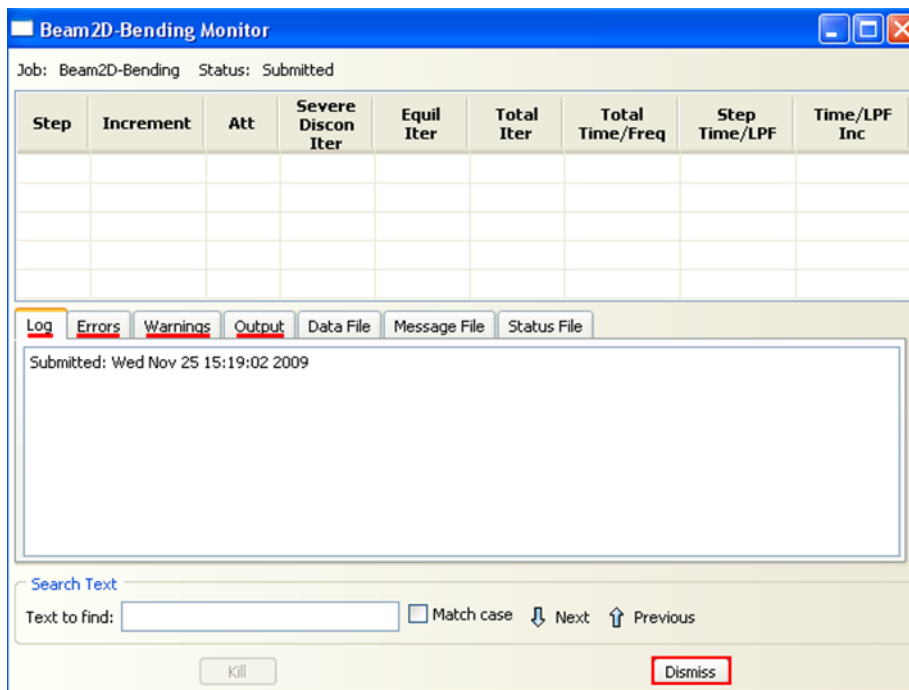 Beam2D-Bending Monitor
Job: Beam2D-Bending Status: Submitted
Step Increment Att Severe Discon Iter Equil Iter Total Iter Total Time/Freq Step Time/LPF Time/LPF Inc
Log Errors Warnings Output Data File Message File Status File
Submitted: Wed Nov 25 15:19:02 2009
Search Text
Text to find: Match case Next Previous
Kill Dismiss